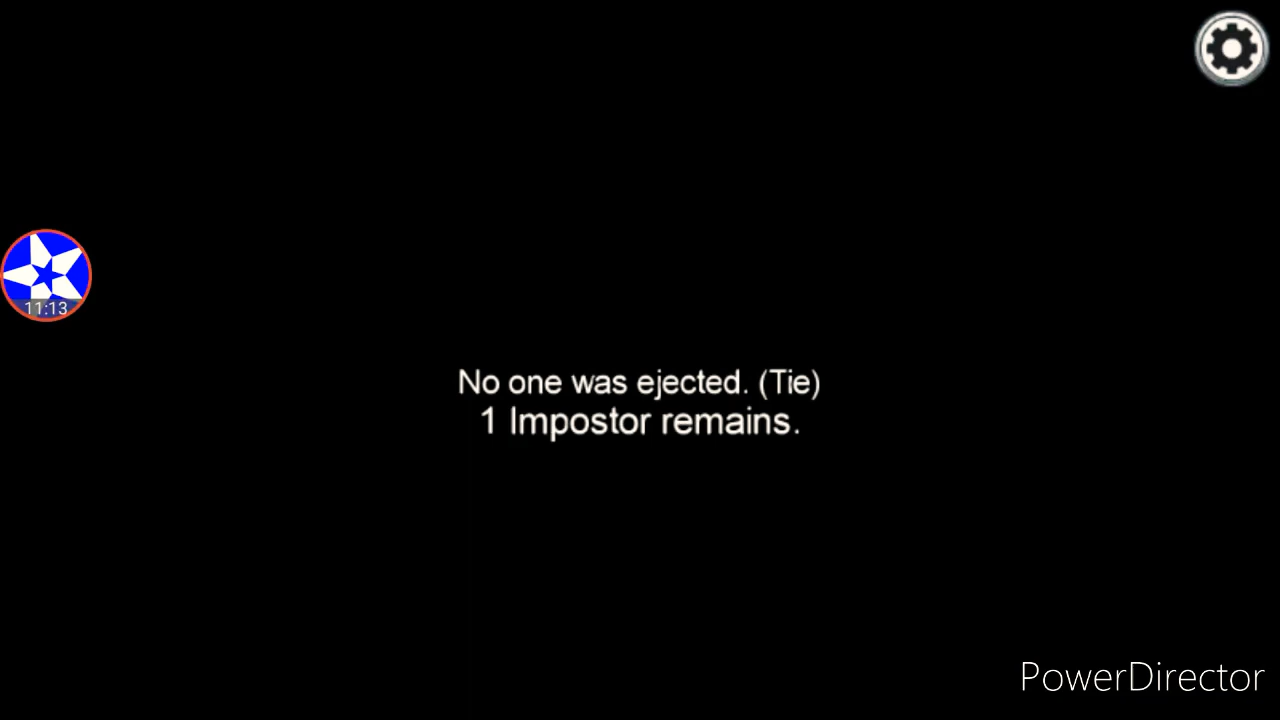 11:13
No one was ejected. (Tie)
1 Impostor remains.
PowerDirector